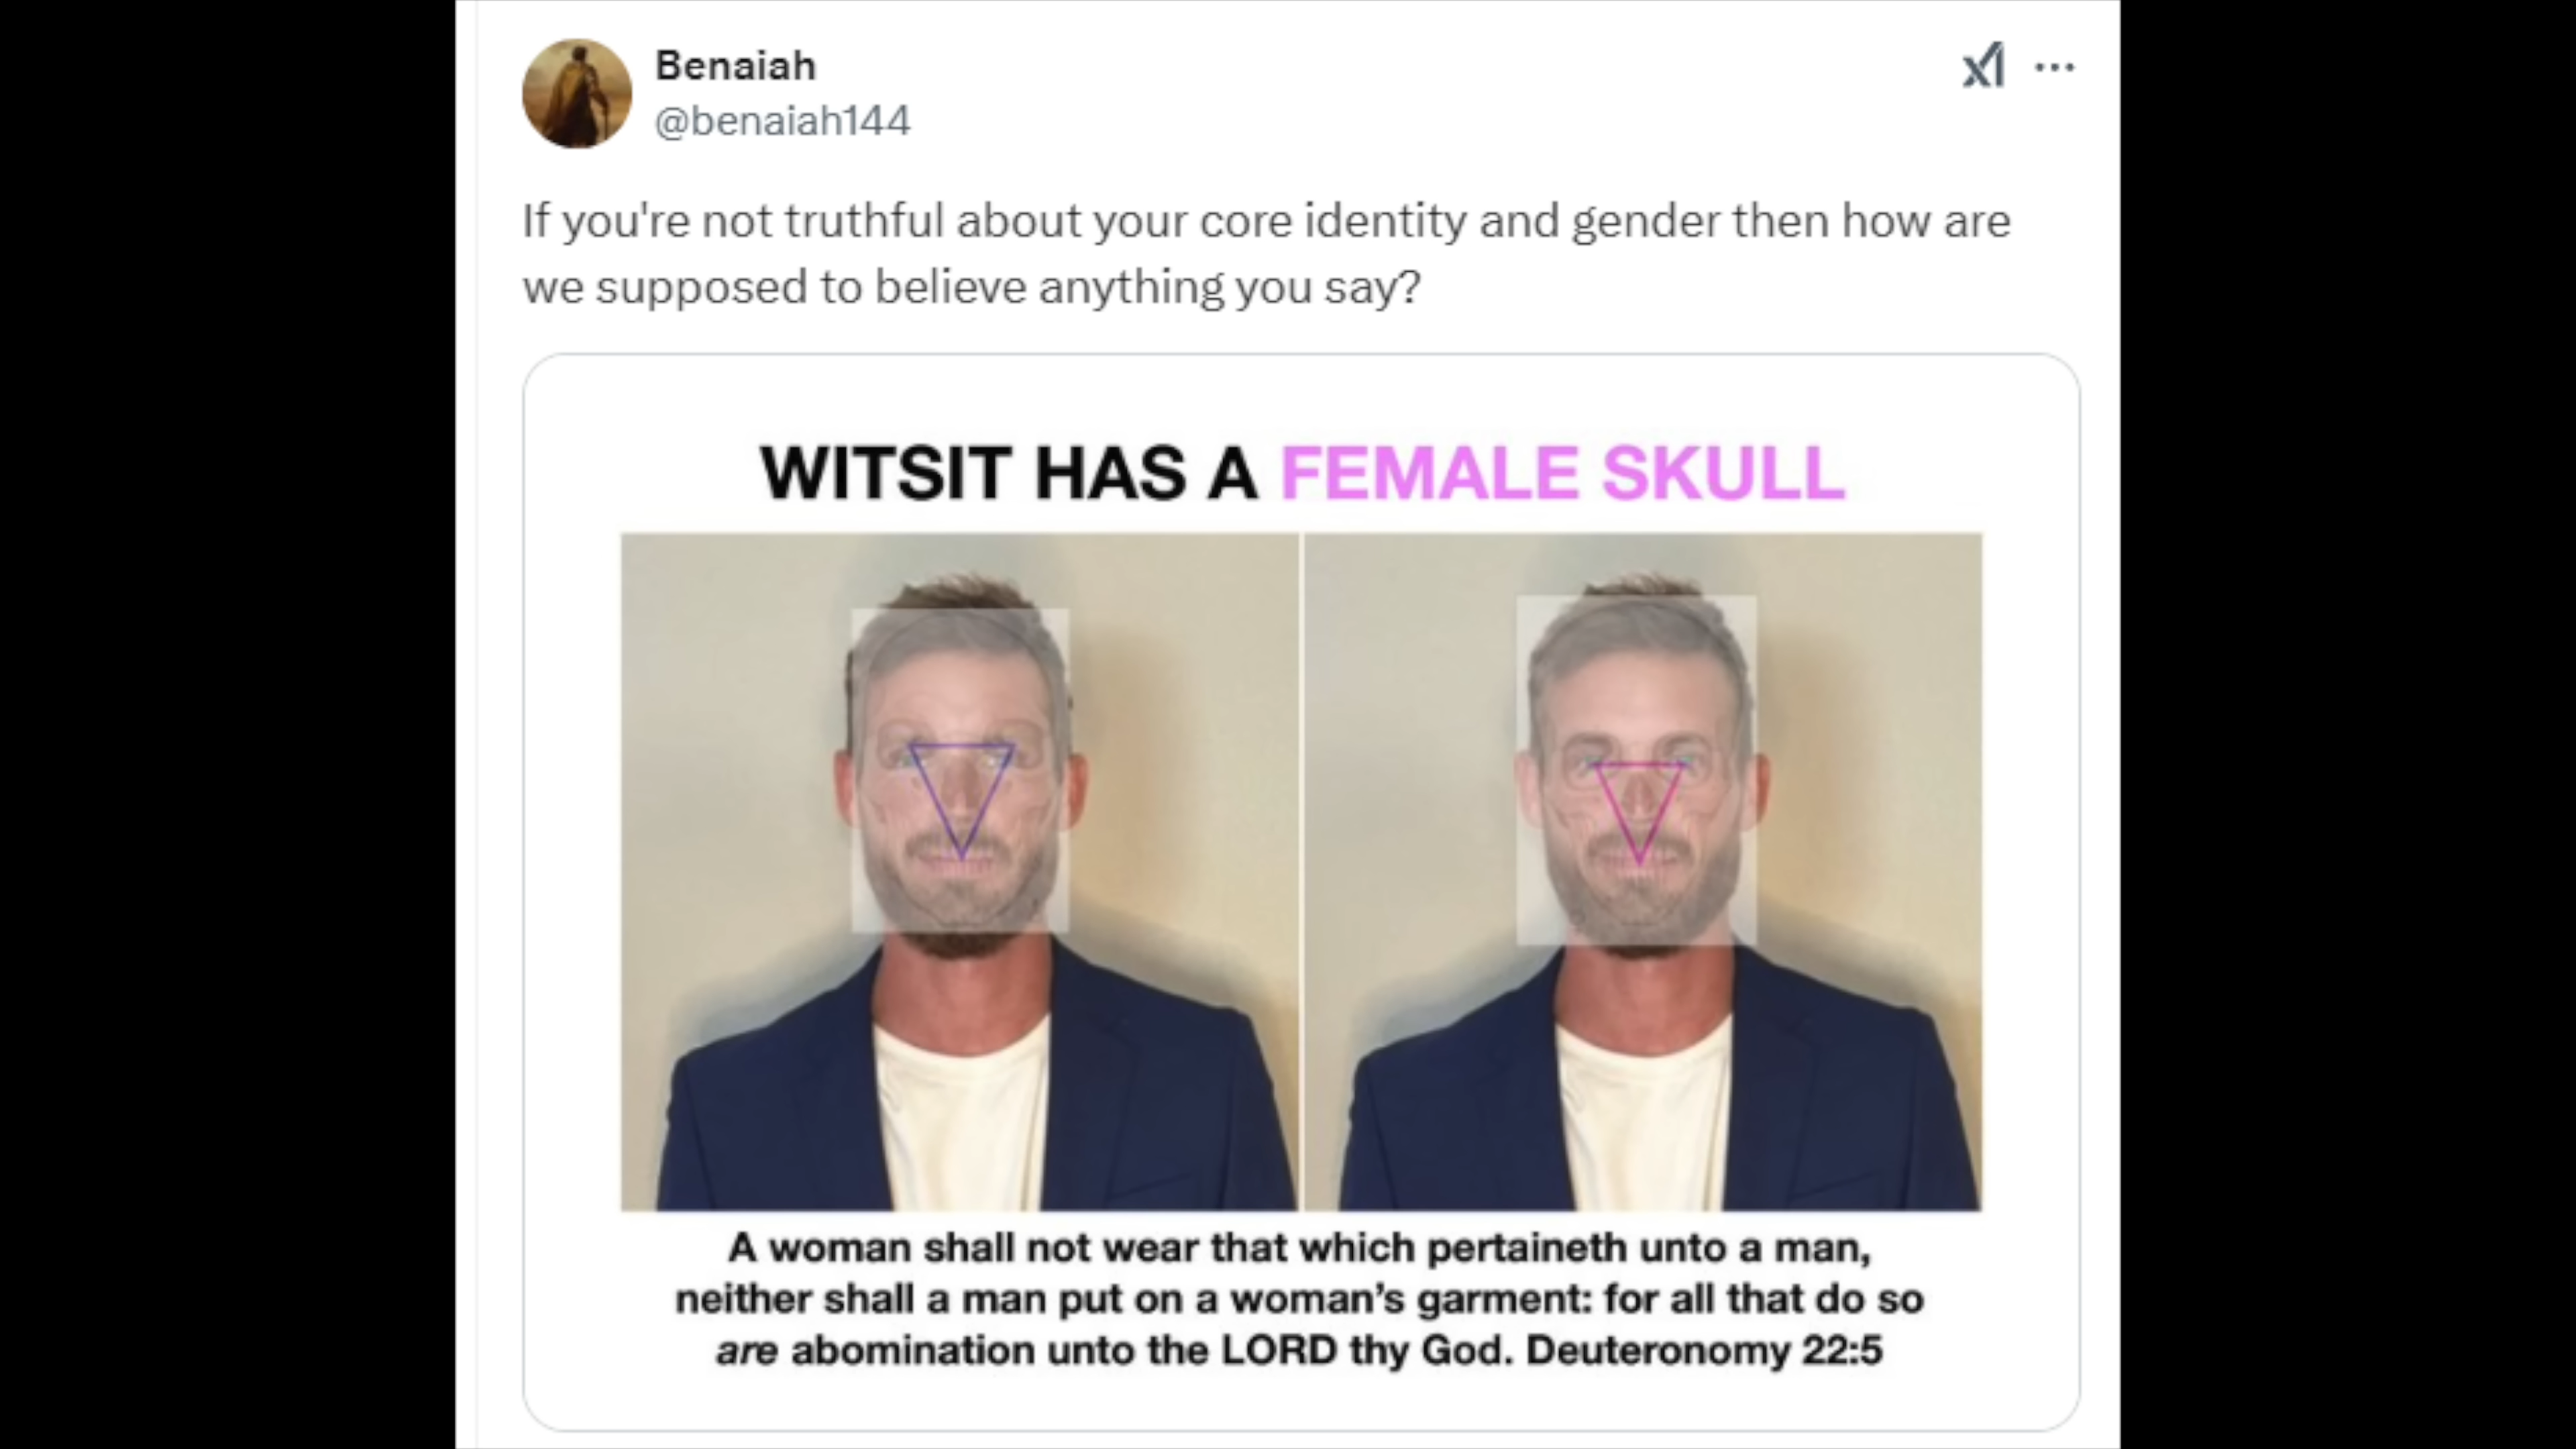 Benaiah
@benaiah144
If you're not truthful about your core identity and gender then how are
we supposed to believe anything you say?
WITSIT HAS A FEMALE SKULL
A woman shall not wear that which pertaineth unto a man,
neither shall a man put on a woman’s garment: for all that do so
are abomination unto the LORD thy God. Deuteronomy 22:5